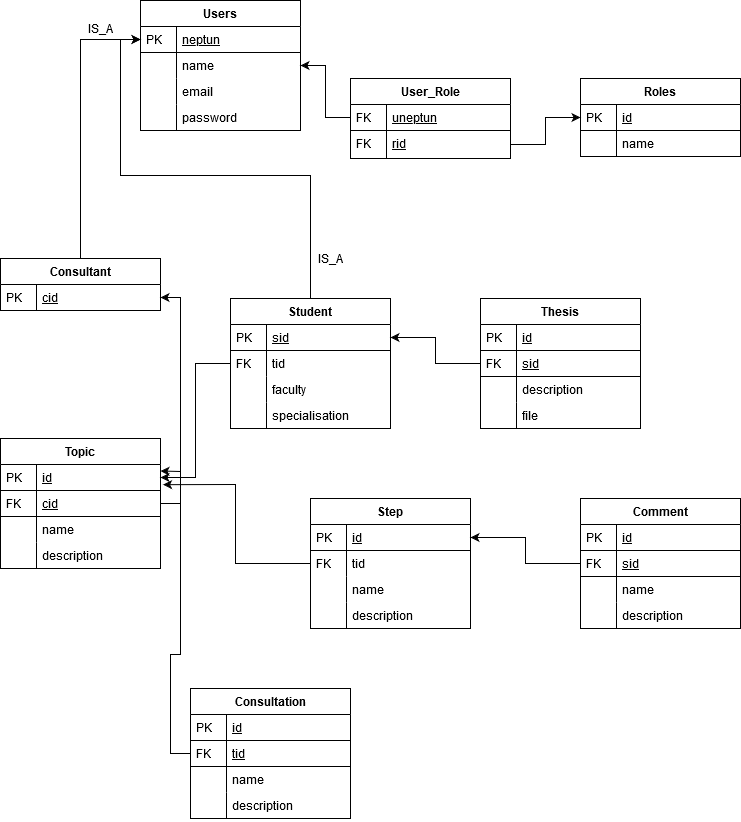 Users
IS_A
PK neptun
name
email
password
User_Role
FK uneptun
FK rid
Roles
PK id
name
Consultant
PK cid
IS_A
Student
PK sid
FK tid
faculty
specialisation
Thesis
PK id
FK sid
description
file
Topic
PK id
FK cid
name
description
Step
PK id
FK tid
name
description
Comment
PK id
FK sid
name
description
Consultation
PK id
FK tid
name
description